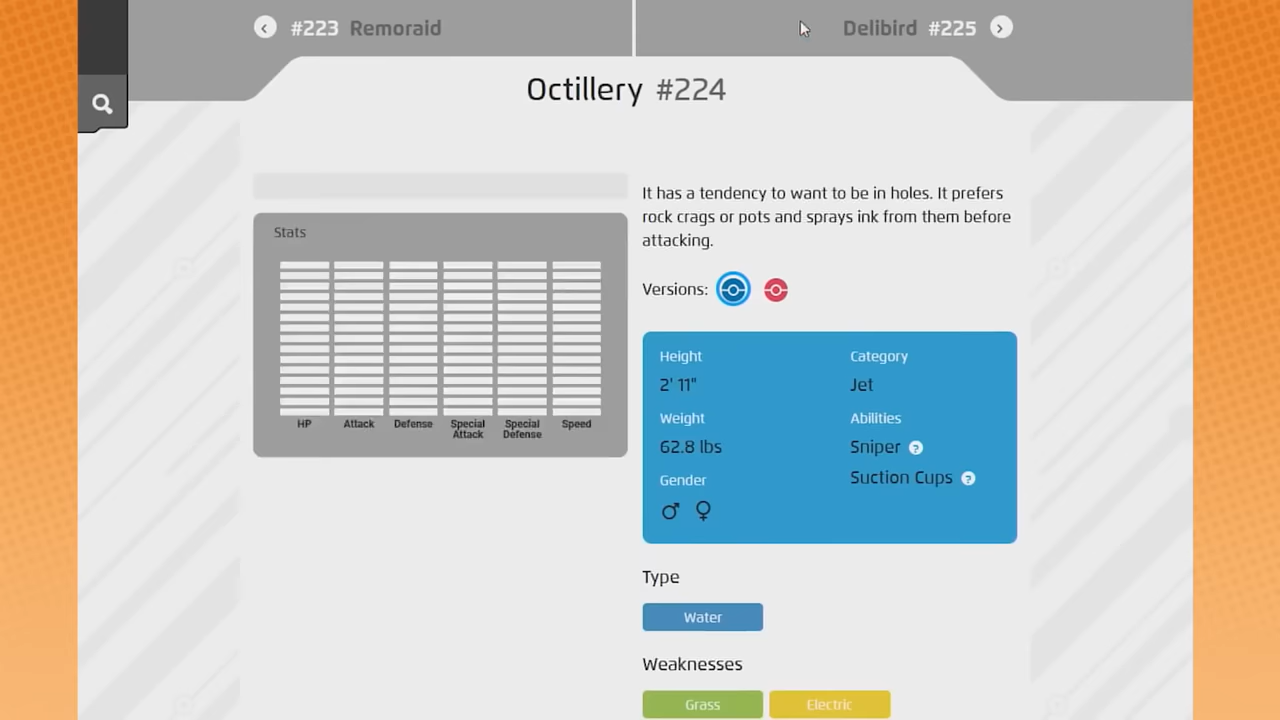 #223 Remoraid
Delibird #225
Octillery #224
It has a tendency to want to be in holes. It prefers
rock crags or pots and sprays ink from them before
attacking.
Versions:
Stats
HP
Attack
Defense
Special
Attack
Special
Defense
Speed
Height
2' 11"
Weight
62.8 lbs
Gender
Category
Jet
Abilities
Sniper ?
Suction Cups ?
Type
Water
Weaknesses
Grass
Electric